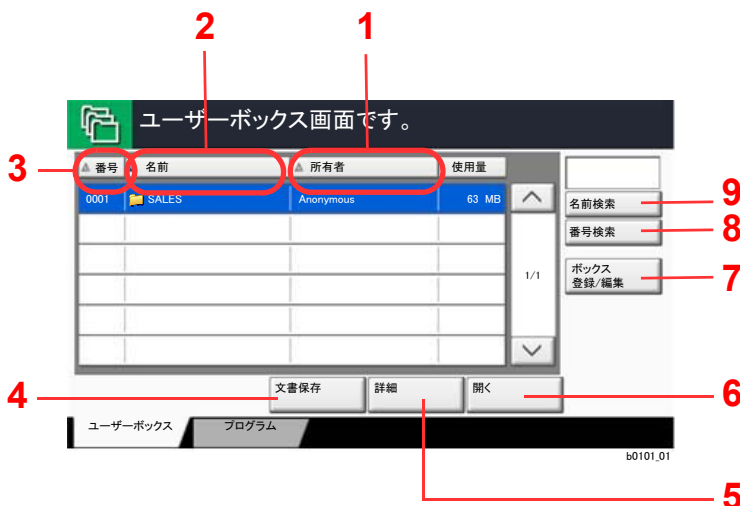 2
1
ユーザーボックス画面です。
3
番号
名前
所有者
使用量
0001
SALES
Anonymous
63 MB
1/1
名前検索
9
番号検索
8
ボックス
登録/編集
7
4
文書保存
詳細
開く
6
ユーザーボックス
プログラム
b0101_01
5